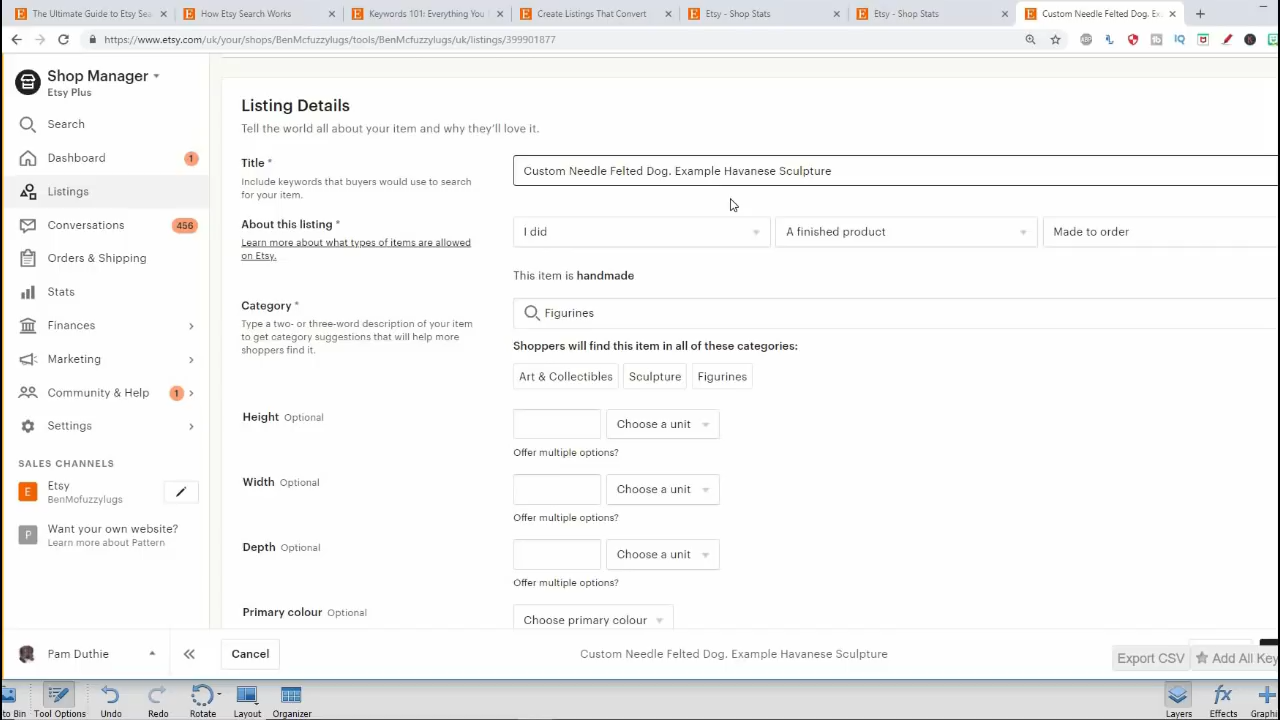 The Ultimate Guide to Etsy Sea
How Etsy Search Works
Keywords 101: Everything You
Create Listings That Convert
Etsy - Shop Stats
Etsy - Shop Stats
Custom Needle Felted Dog. Ex
https://www.etsy.com/uk/your/shops/BenMcfuzzylugs/tools/BenMcfuzzylugs/uk/listings/399901877
Shop Manager
Etsy Plus
Search
Dashboard 1
Listings
Conversations 456
Orders & Shipping
Stats
Finances
Marketing
Community & Help 1
Settings
SALES CHANNELS
E Etsy
BenMcfuzzylugs
P Want your own website?
Learn more about Pattern
Pam Duthie
Listing Details
Tell the world all about your item and why they'll love it.
Title *
Include keywords that buyers would use to search
for your item.
Custom Needle Felted Dog. Example Havanese Sculpture
About this listing *
Learn more about what types of items are allowed
on Etsy.
I did A finished product Made to order
This item is handmade
Category *
Type a two- or three-word description of your item
to get category suggestions that will help more
shoppers find it.
Figurines
Shoppers will find this item in all of these categories:
Art & Collectibles Sculpture Figurines
Height Optional Choose a unit
Offer multiple options?
Width Optional Choose a unit
Offer multiple options?
Depth Optional Choose a unit
Offer multiple options?
Primary colour Optional Choose primary colour
Cancel Custom Needle Felted Dog. Example Havanese Sculpture
Export CSV Add All Key
to Bin Tool Options Undo Redo Rotate Layout Organizer Layers Effects Graphi